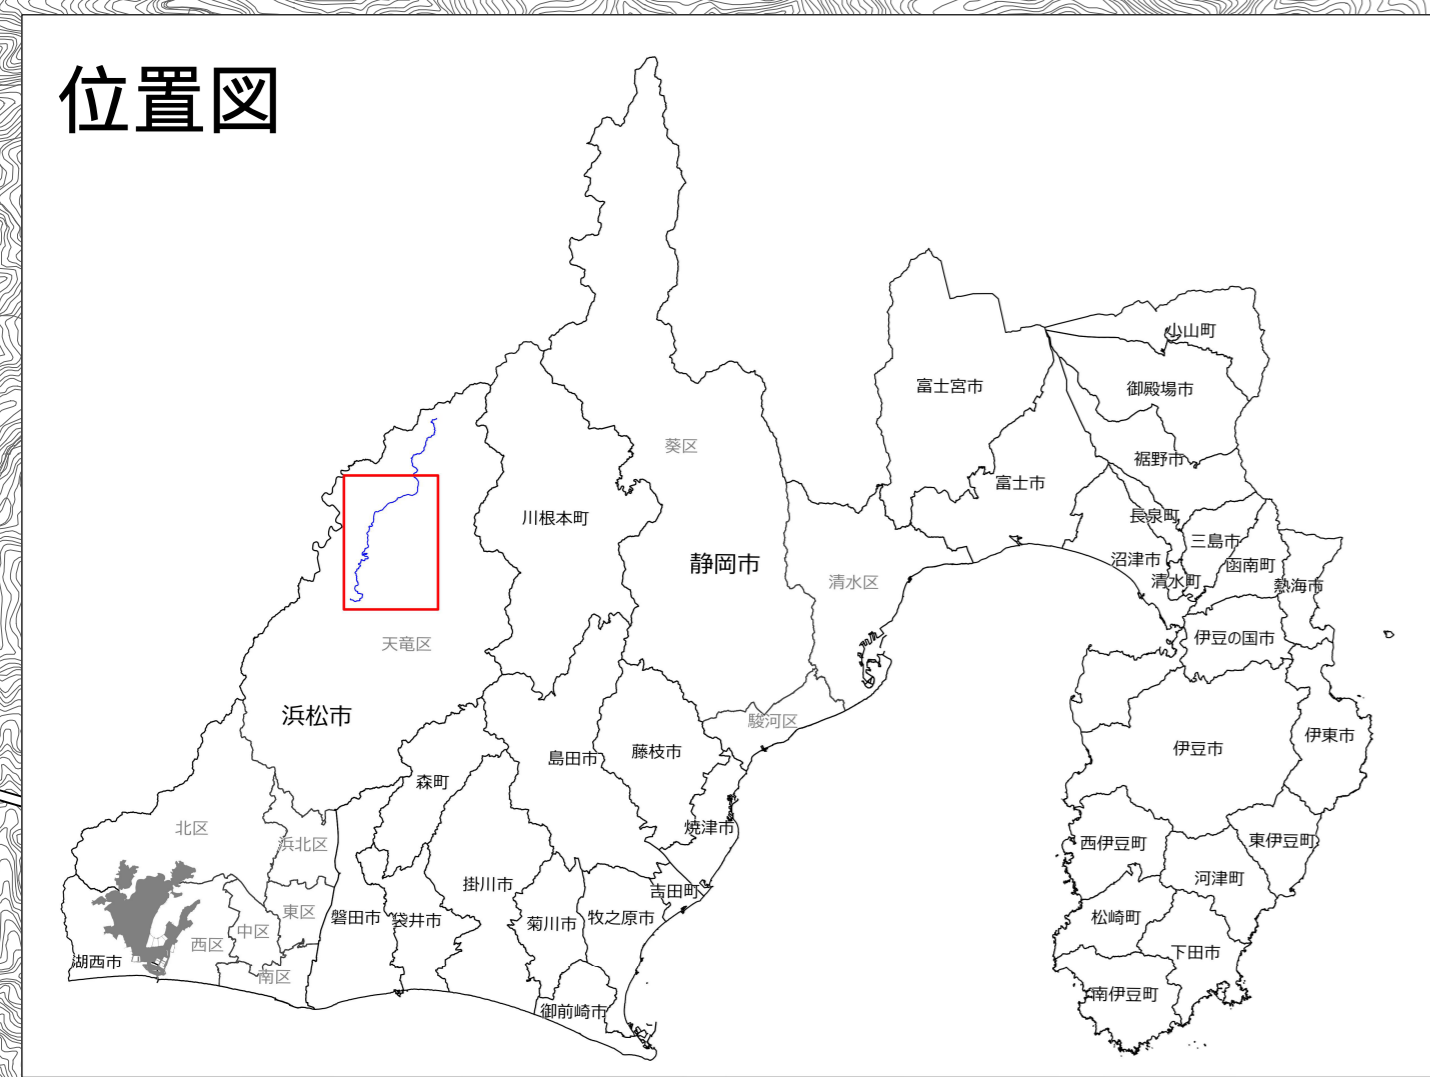 位置図
小山町
富士宮市
御殿場市
葵区
裾野市
富士市
川根本町
長泉町
三島市
静岡市
沼津市
函南町
清水区
清水町
熱海市
天竜区
伊豆の国市
浜松市
駿河区
伊東市
伊豆市
藤枝市
島田市
森町
焼津市
北区
東伊豆町
浜北区
西伊豆町
河津町
掛川市
吉田町
東区
磐田市
袋井市
菊川市
牧之原市
松崎町
中区
西区
下田市
湖西市
南区
南伊豆町
御前崎市